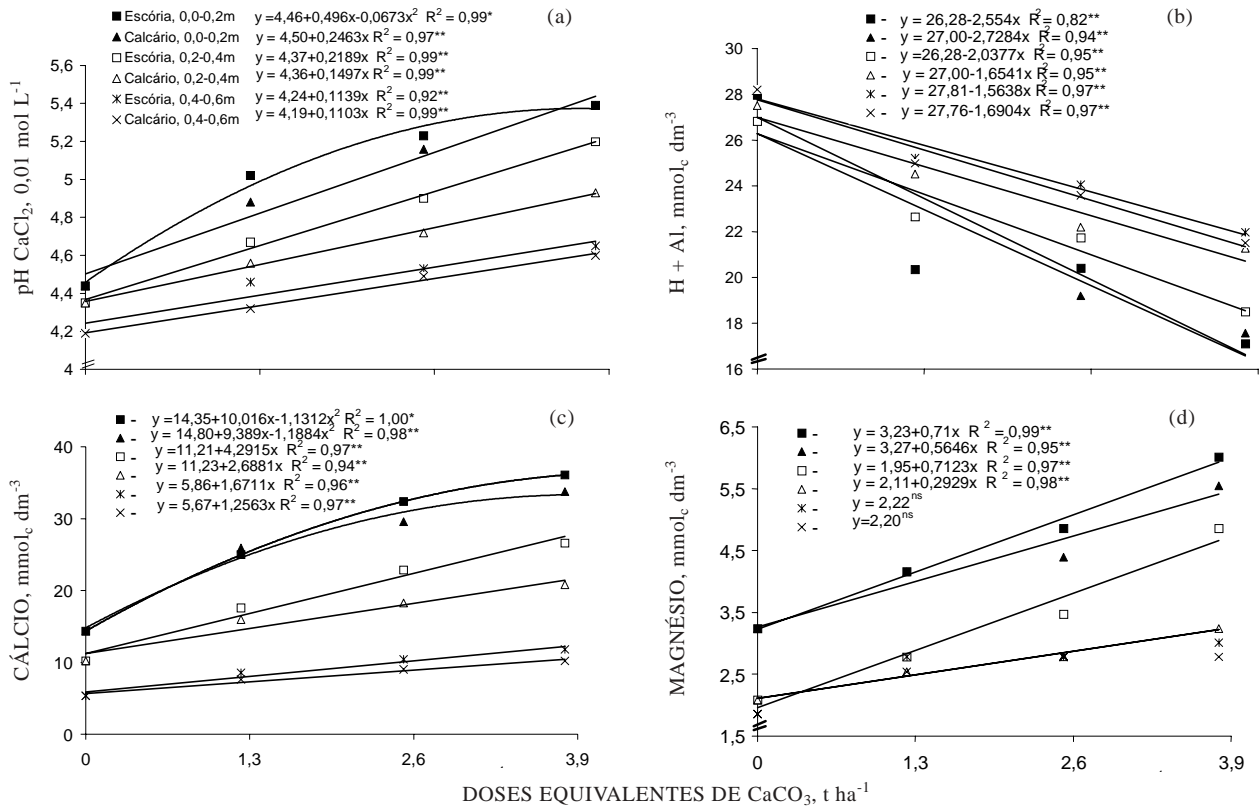 (a)
Escória, 0,0-0,2m y=4,46+0,496x-0,0673x² R² = 0,99*
Calcário, 0,0-0,2m y = 4,50+0,2463x R² = 0,97**
Escória, 0,2-0,4m y = 4,37+0,2189x R² = 0,99**
Calcário, 0,2-0,4m y = 4,36+0,1497x R² = 0,99**
Escória, 0,4-0,6m y = 4,24+0,1139x R² = 0,92**
Calcário, 0,4-0,6m y = 4,19+0,1103x R² = 0,99**
pH CaCl₂, 0,01 mol L⁻¹
5,6
5,4
5,2
5
4,8
4,6
4,4
4,2
4
(b)
- y = 26,28-2,554x R² = 0,82**
- y = 27,00-2,7284x R² = 0,94**
- y =26,28-2,0377x R² = 0,95**
- y = 27,00-1,6541x R² = 0,95**
- y = 27,81-1,5638x R² = 0,97**
- y = 27,76-1,6904x R² = 0,97**
H + Al, mmol꜀ dm⁻³
30
28
26
24
22
20
18
16
(c)
- y =14,35+10,016x-1,1312x² R² = 1,00*
- y = 14,80+9,389x-1,1884x² R² = 0,98**
- y =11,21+4,2915x R² = 0,97**
- y = 11,23+2,6881x R² = 0,94**
- y = 5,86+1,6711x R² = 0,96**
- y = 5,67+1,2563x R² = 0,97**
CÁLCIO, mmol꜀ dm⁻³
40
30
20
10
0
0 1,3 2,6 3,9
(d)
- y = 3,23+0,71x R² = 0,99**
- y = 3,27+0,5646x R² = 0,95**
- y = 1,95+0,7123x R² = 0,97**
- y = 2,11+0,2929x R² = 0,98**
- y = 2,22ⁿˢ
- y=2,20ⁿˢ
MAGNÉSIO, mmol꜀ dm⁻³
6,5
5,5
4,5
3,5
2,5
1,5
0 1,3 2,6 3,9
DOSES EQUIVALENTES DE CaCO₃, t ha⁻¹